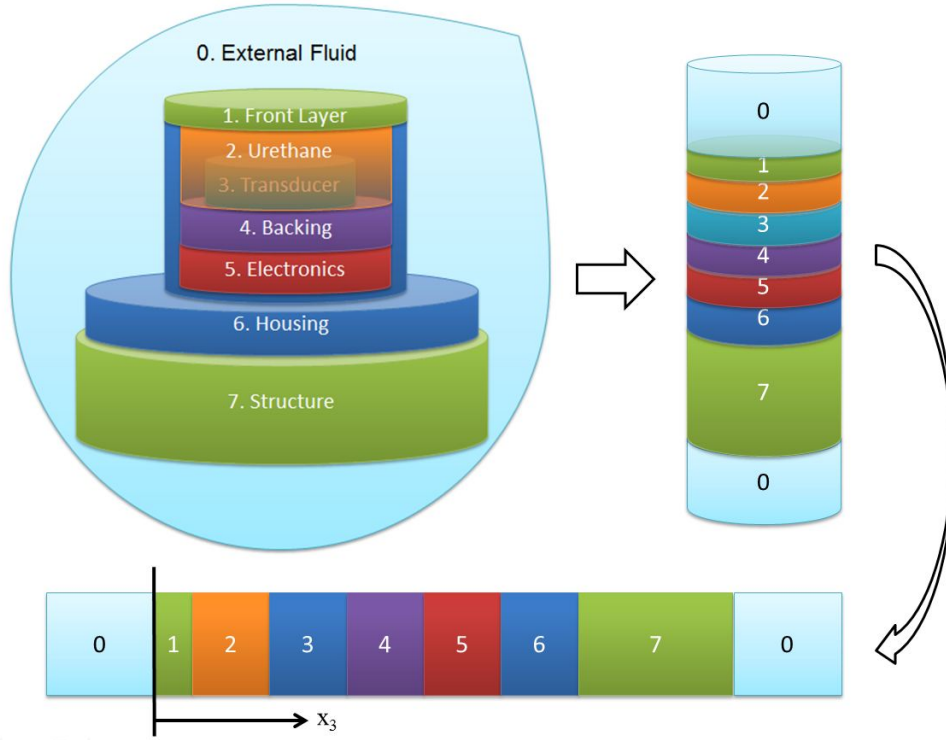 0. External Fluid
1. Front Layer
2. Urethane
3. Transducer
4. Backing
5. Electronics
6. Housing
7. Structure
0
1
2
3
4
5
6
7
0
0 1 2 3 4 5 6 7 0
x3